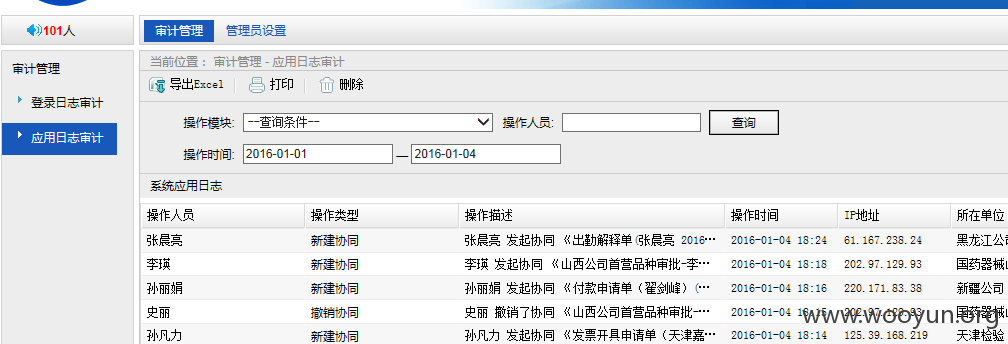 101人 审计管理 管理员设置
审计管理
登录日志审计
应用日志审计
当前位置： 审计管理 - 应用日志审计
导出Excel 打印 删除
操作模块: --查询条件-- 操作人员: 查询
操作时间: 2016-01-01 — 2016-01-04
系统应用日志
操作人员 操作类型 操作描述 操作时间 IP地址 所在单位
张晨亮 新建协同 张晨亮 发起协同 《出勤解释单(张晨亮 2016… 2016-01-04 18:24 61.167.238.24 黑龙江公
李瑛 新建协同 李瑛 发起协同 《山西公司首营品种审批-李… 2016-01-04 18:18 202.97.129.93 国药器械
孙丽娟 新建协同 孙丽娟 发起协同 《付款申请单（翟剑峰）(… 2016-01-04 18:16 220.171.83.38 新疆公司
史丽 撤销协同 史丽 撤销了协同 《山西公司首营品种审批-… 2016-01-04 18:15 202.97.129.93 国药器械
孙凡力 新建协同 孙凡力 发起协同 《发票开具申请单（天津嘉… 2016-01-04 18:14 125.39.168.219 天津检验
www.wooyun.org